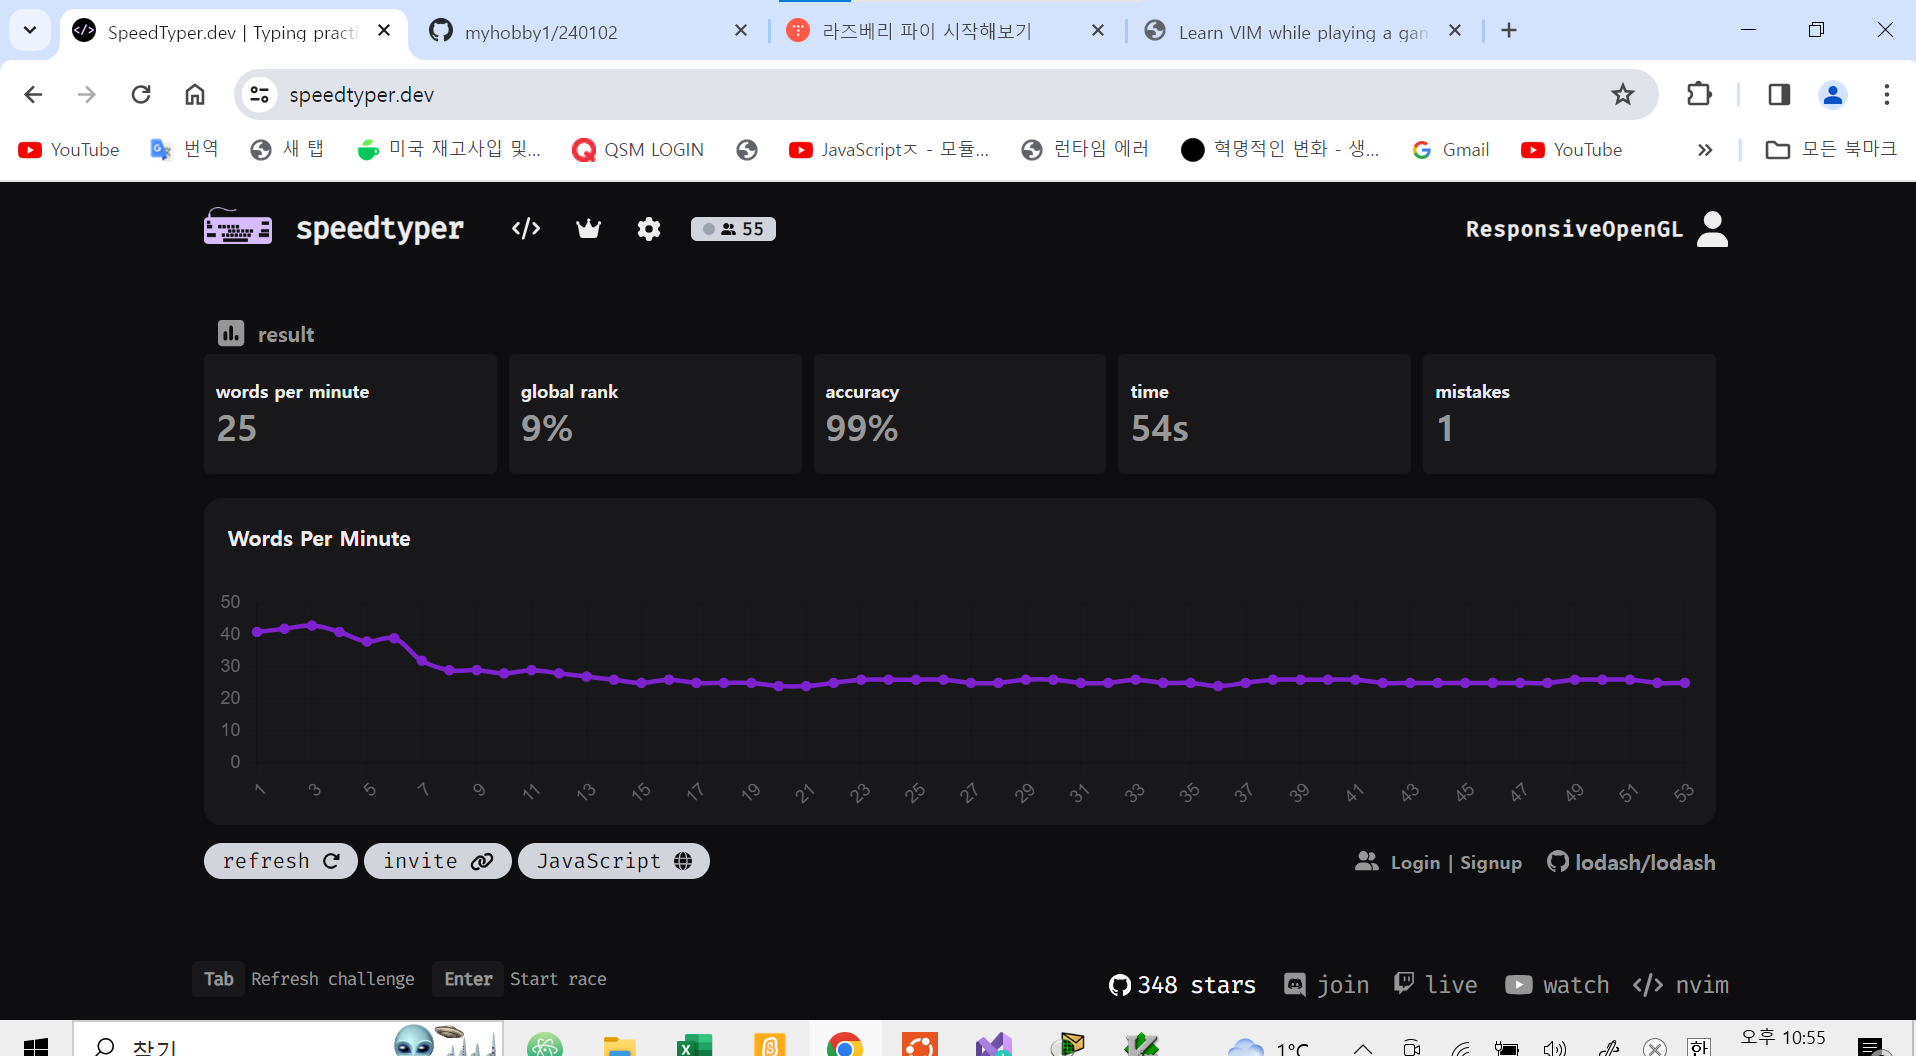 SpeedTyper.dev | Typing practi
myhobby1/240102
라즈베리 파이 시작해보기
Learn VIM while playing a gam
speedtyper.dev
YouTube
번역
새 탭
미국 재고사입 및...
QSM LOGIN
JavaScriptㅈ - 모듈...
런타임 에러
혁명적인 변화 - 생...
Gmail
YouTube
모든 북마크
speedtyper
55
ResponsiveOpenGL
result
words per minute
25
global rank
9%
accuracy
99%
time
54s
mistakes
1
Words Per Minute
50
40
30
20
10
0
1 3 5 7 9 11 13 15 17 19 21 23 25 27 29 31 33 35 37 39 41 43 45 47 49 51 53
refresh
invite
JavaScript
Login | Signup
lodash/lodash
Tab Refresh challenge
Enter Start race
348 stars
join
live
watch
nvim
찾기
1°C
한
오후 10:55